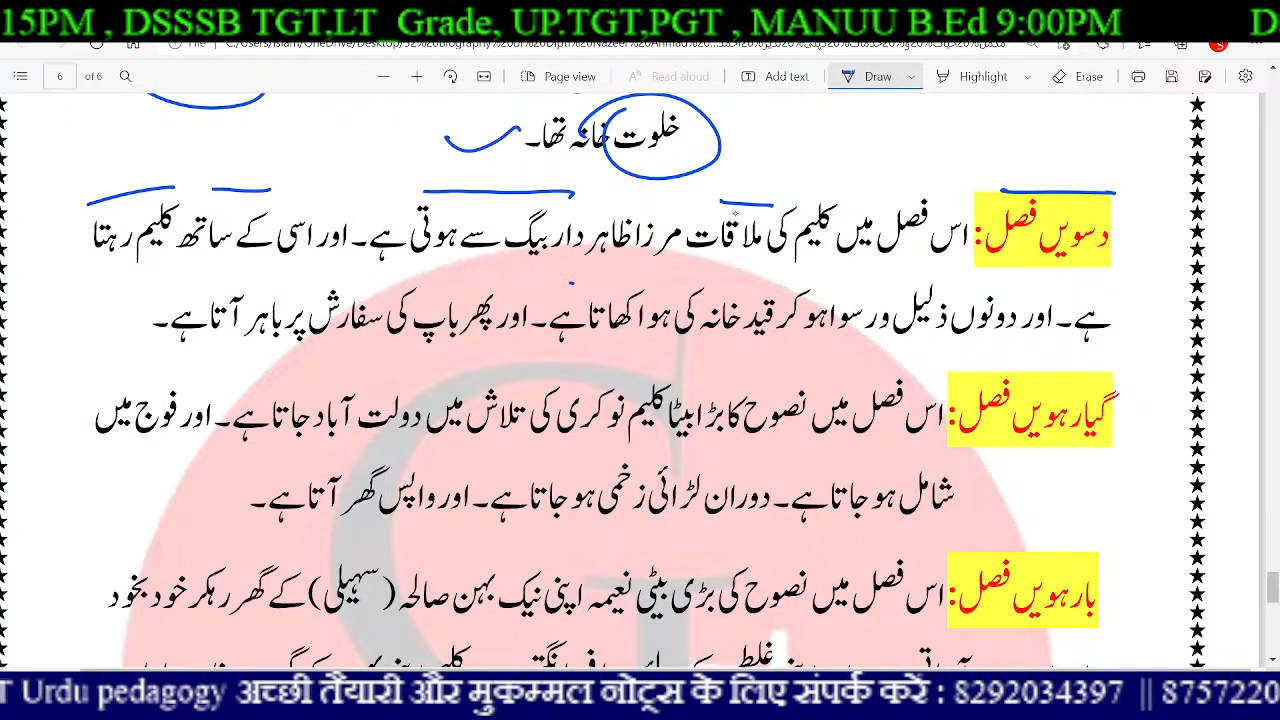 15PM , DSSSB TGT,LT_Grade, UP.TGT,PGT , MANUU B.Ed 9:00PM D
6 of 6 Page view Read aloud Add text Draw Highlight Erase
خلوت خانہ تھا۔
دسویں فصل: اس فصل میں کلیم کی ملاقات مرزا ظاہر دار بیگ سے ہوتی ہے۔ اور اسی کے ساتھ کلیم رہتا
ہے۔ اور دونوں ذلیل ور سوا ہو کر قید خانہ کی ہوا کھاتا ہے۔ اور پھر باپ کی سفارش پر باہر آتا ہے۔
گیارہویں فصل: اس فصل میں نصوح کا بڑا بیٹا کلیم نوکری کی تلاش میں دولت آباد جاتا ہے۔ اور فوج میں
شامل ہو جاتا ہے۔ دوران لڑائی زخمی ہو جاتا ہے۔ اور واپس گھر آتا ہے۔
بارہویں فصل: اس فصل میں نصوح کی بڑی بیٹی نعیمہ اپنی نیک بہن صالحہ (سہیلی) کے گھر رہکر خود بخود
T Urdu pedagogy अच्छी तैयारी और मुकम्मल नोट्स के लिए संपर्क करें : 8292034397 || 8757220